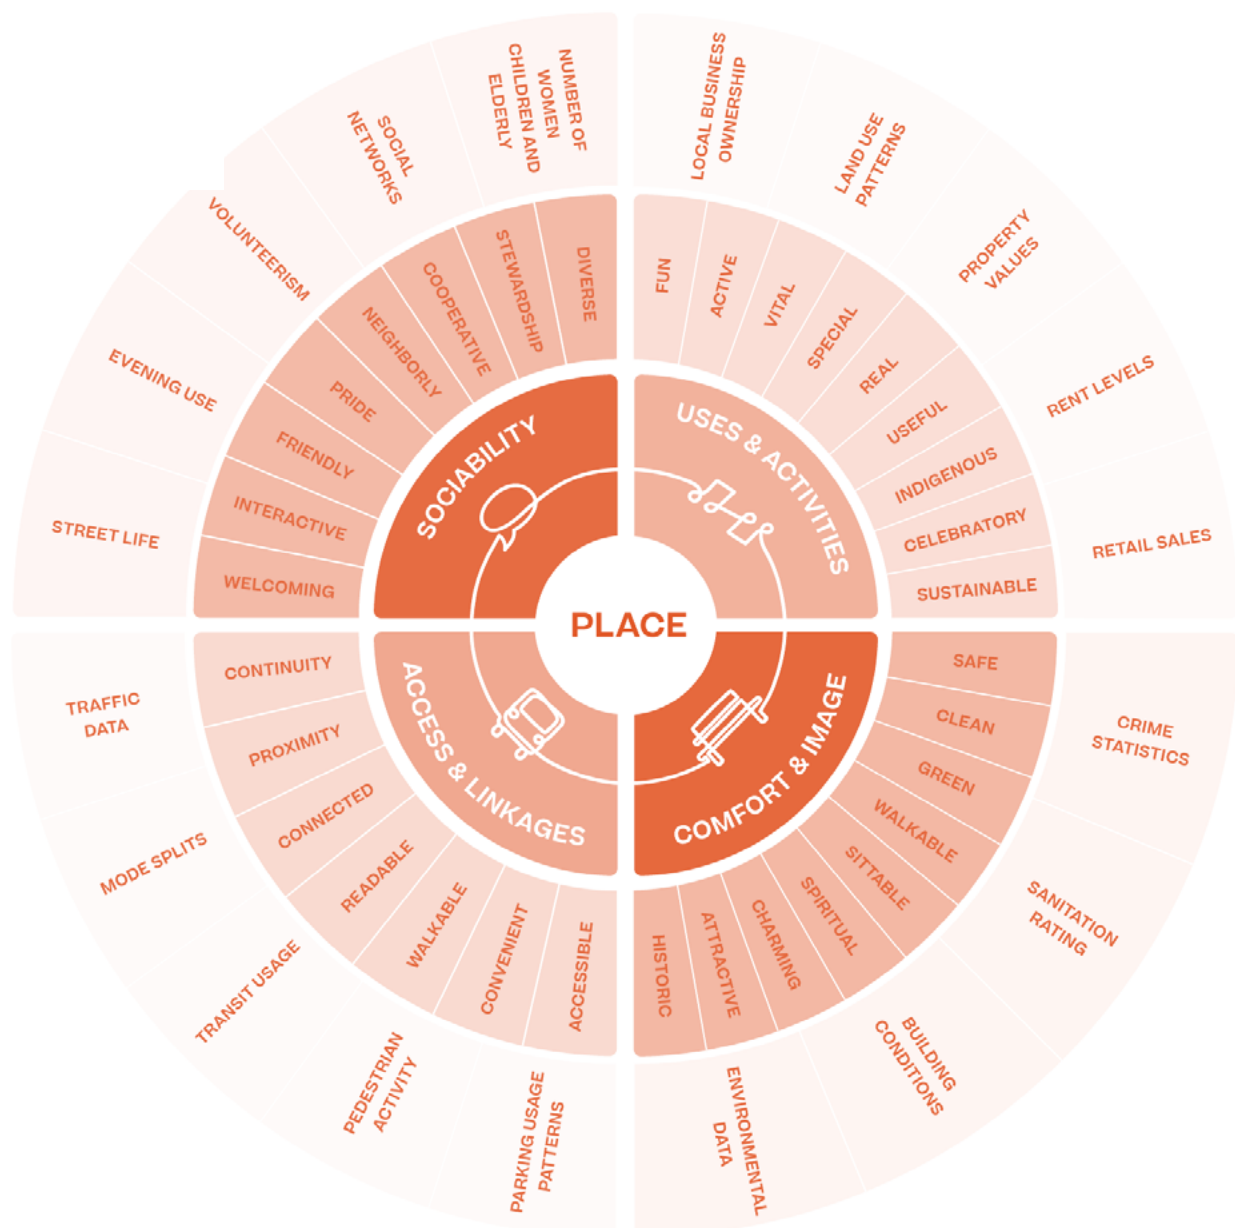 PLACE
SOCIABILITY
USES & ACTIVITIES
COMFORT & IMAGE
ACCESS & LINKAGES
WELCOMING
INTERACTIVE
FRIENDLY
PRIDE
NEIGHBORLY
COOPERATIVE
STEWARDSHIP
DIVERSE
FUN
ACTIVE
VITAL
SPECIAL
REAL
USEFUL
INDIGENOUS
CELEBRATORY
SUSTAINABLE
SAFE
CLEAN
GREEN
WALKABLE
SITTABLE
SPIRITUAL
CHARMING
ATTRACTIVE
HISTORIC
ACCESSIBLE
CONVENIENT
WALKABLE
READABLE
CONNECTED
PROXIMITY
CONTINUITY
STREET LIFE
EVENING USE
VOLUNTEERISM
SOCIAL
NETWORKS
NUMBER OF
WOMEN
CHILDREN AND
ELDERLY
LOCAL BUSINESS
OWNERSHIP
LAND USE
PATTERNS
PROPERTY
VALUES
RENT LEVELS
RETAIL SALES
CRIME
STATISTICS
SANITATION
RATING
BUILDING
CONDITIONS
ENVIRONMENTAL
DATA
PARKING USAGE
PATTERNS
PEDESTRIAN
ACTIVITY
TRANSIT USAGE
MODE SPLITS
TRAFFIC
DATA